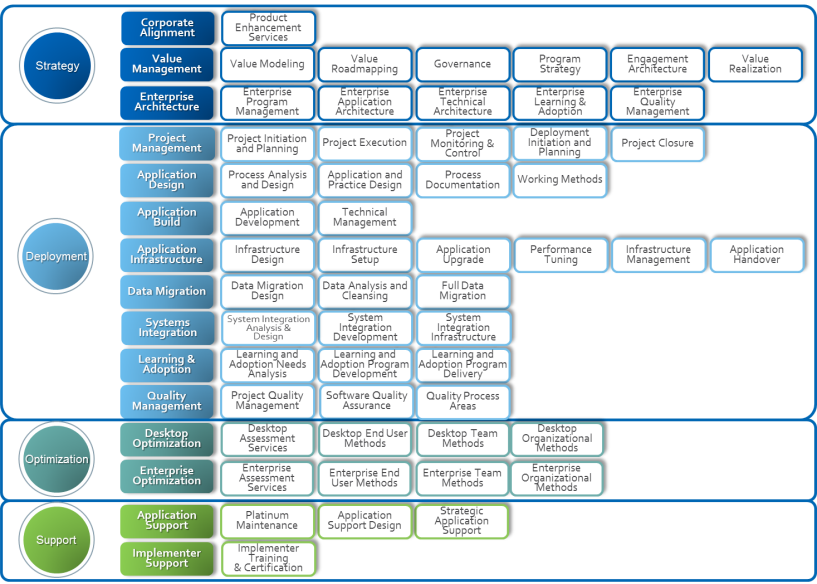 Strategy
Corporate
Alignment
Product
Enhancement
Services
Value
Management
Value Modeling
Value
Roadmapping
Governance
Program
Strategy
Engagement
Architecture
Value
Realization
Enterprise
Architecture
Enterprise
Program
Management
Enterprise
Application
Architecture
Enterprise
Technical
Architecture
Enterprise
Learning &
Adoption
Enterprise
Quality
Management
Deployment
Project
Management
Project Initiation
and Planning
Project Execution
Project
Monitoring &
Control
Deployment
Initiation and
Planning
Project Closure
Application
Design
Process Analysis
and Design
Application and
Practice Design
Process
Documentation
Working Methods
Application
Build
Application
Development
Technical
Management
Application
Infrastructure
Infrastructure
Design
Infrastructure
Setup
Application
Upgrade
Performance
Tuning
Infrastructure
Management
Application
Handover
Data Migration
Data Migration
Design
Data Analysis and
Cleansing
Full Data
Migration
Systems
Integration
System Integration
Analysis &
Design
System
Integration
Development
System
Integration
Infrastructure
Learning &
Adoption
Learning and
Adoption Needs
Analysis
Learning and
Adoption Program
Development
Learning and
Adoption Program
Delivery
Quality
Management
Project Quality
Management
Software Quality
Assurance
Quality Process
Areas
Optimization
Desktop
Optimization
Desktop
Assessment
Services
Desktop End User
Methods
Desktop Team
Methods
Desktop
Organizational
Methods
Enterprise
Optimization
Enterprise
Assessment
Services
Enterprise End
User Methods
Enterprise Team
Methods
Enterprise
Organizational
Methods
Support
Application
Support
Platinum
Maintenance
Application
Support Design
Strategic
Application
Support
Implementer
Support
Implementer
Training
& Certification